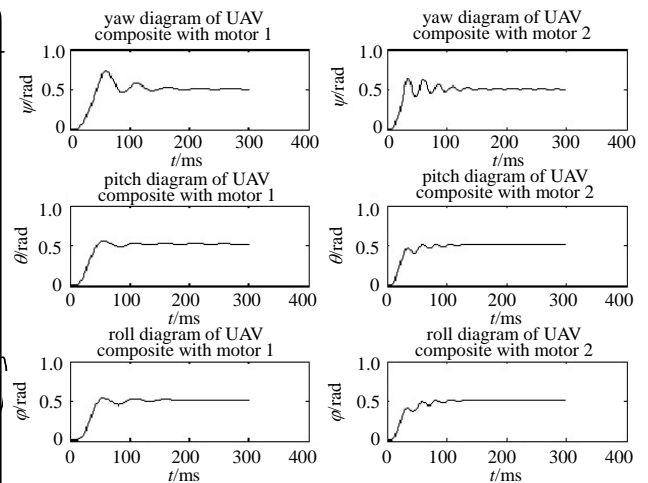 yaw diagram of UAV
composite with motor 1
1.0
0.5
0
ψ/rad
0 100 200 300 400
t/ms
yaw diagram of UAV
composite with motor 2
1.0
0.5
0
ψ/rad
0 100 200 300 400
t/ms
pitch diagram of UAV
composite with motor 1
1.0
0.5
0
θ/rad
0 100 200 300 400
t/ms
pitch diagram of UAV
composite with motor 2
1.0
0.5
0
θ/rad
0 100 200 300 400
t/ms
roll diagram of UAV
composite with motor 1
1.0
0.5
0
φ/rad
0 100 200 300 400
t/ms
roll diagram of UAV
composite with motor 2
1.0
0.5
0
φ/rad
0 100 200 300 400
t/ms